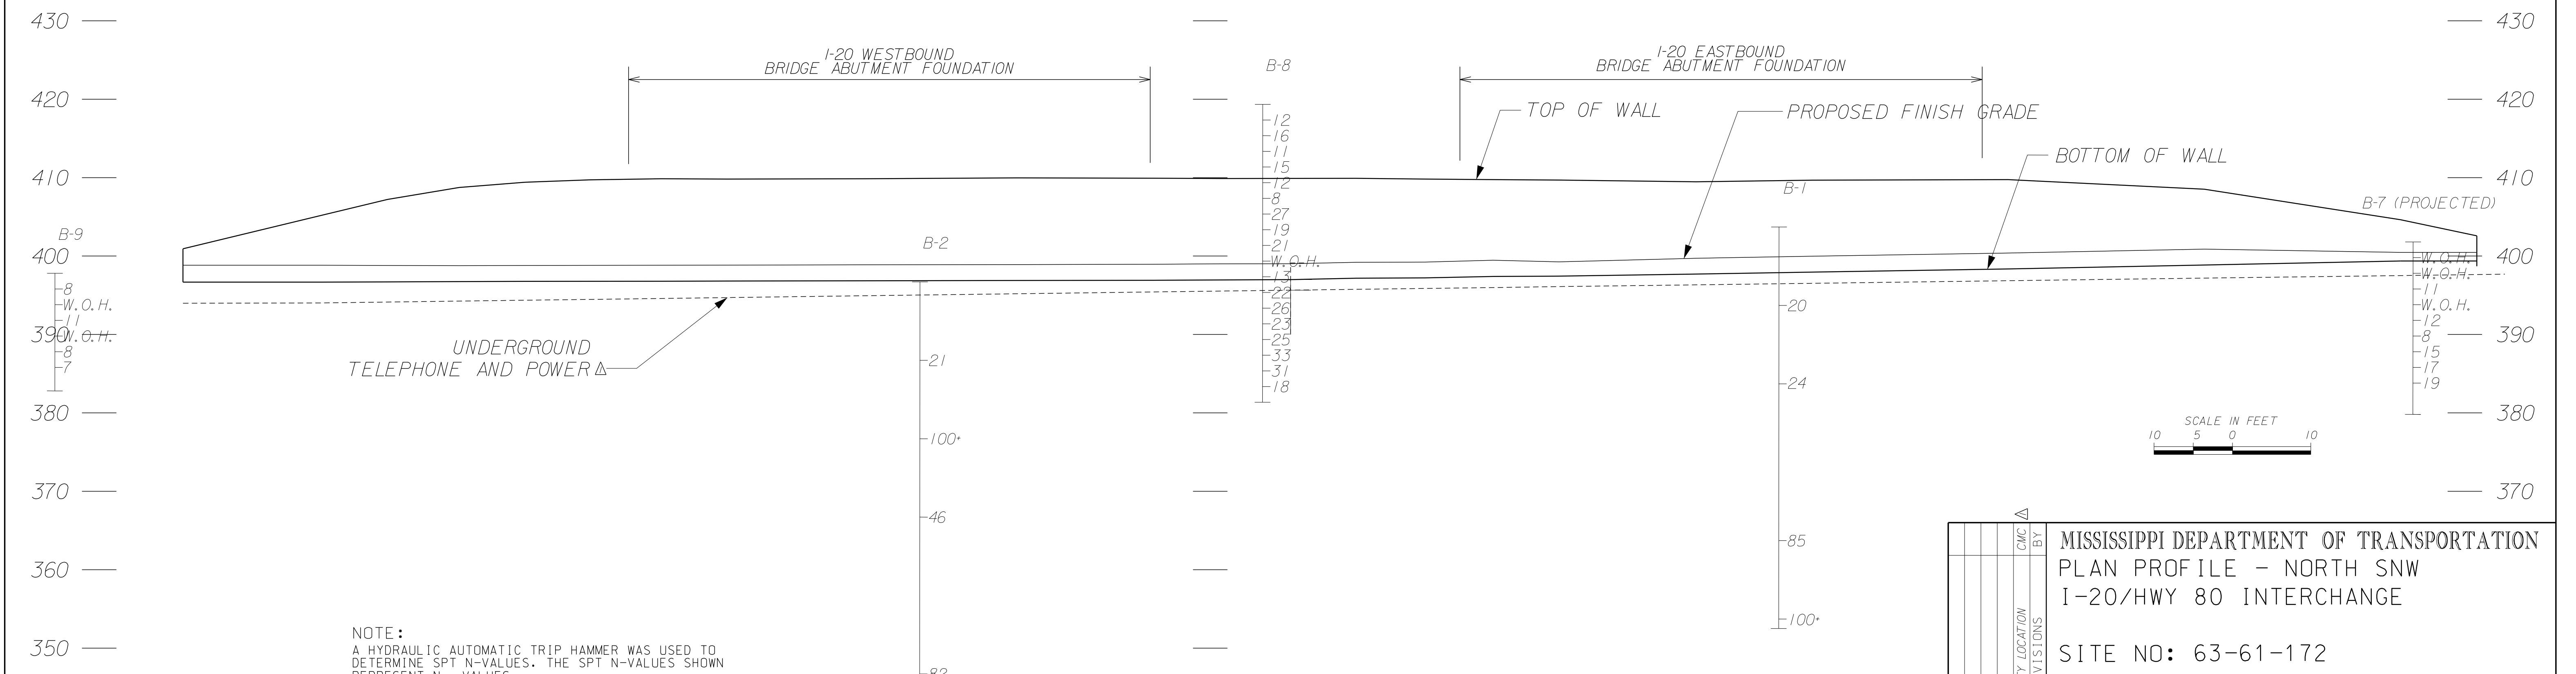 430
430
I-20 WESTBOUND
BRIDGE ABUTMENT FOUNDATION
I-20 EASTBOUND
BRIDGE ABUTMENT FOUNDATION
B-8
420
420
TOP OF WALL
PROPOSED FINISH GRADE
BOTTOM OF WALL
12
16
11
15
12
8
27
19
21
W.O.H.
13
22
26
23
25
33
31
18
410
410
B-1
B-7 (PROJECTED)
B-9
B-2
400
400
8
W.O.H.
11
W.O.H.
8
7
W.O.H.
W.O.H.
11
W.O.H.
12
8
15
17
19
390
390
UNDERGROUND
TELEPHONE AND POWER
21
100+
46
82
20
24
85
100+
380
380
SCALE IN FEET
10 5 0 10
370
370
360
350
NOTE:
A HYDRAULIC AUTOMATIC TRIP HAMMER WAS USED TO
DETERMINE SPT N-VALUES. THE SPT N-VALUES SHOWN
CMC
BY
MISSISSIPPI DEPARTMENT OF TRANSPORTATION
PLAN PROFILE - NORTH SNW
I-20/HWY 80 INTERCHANGE
SITE NO: 63-61-172
Y LOCATION
VISIONS